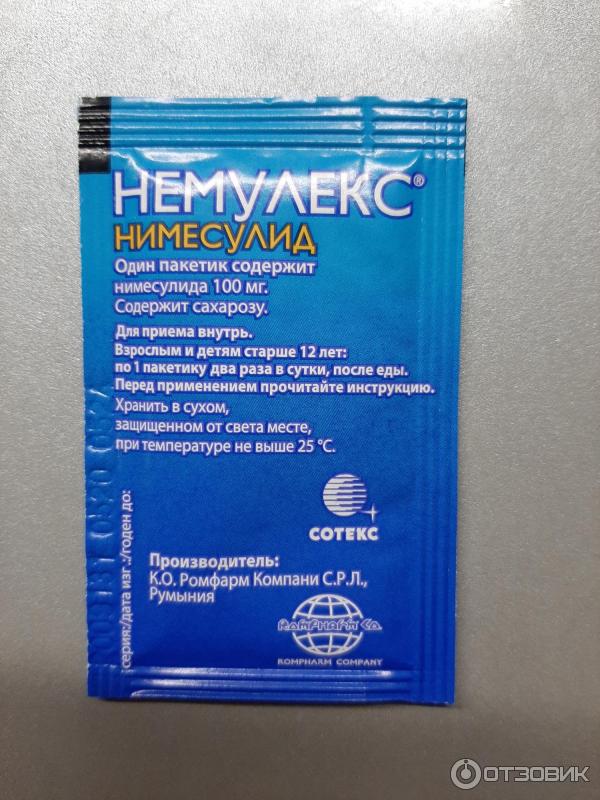 НЕМУЛЕКС®
НИМЕСУЛИД
Один пакетик содержит
нимесулида 100 мг.
Содержит сахарозу.
Для приема внутрь.
Взрослым и детям старше 12 лет:
по 1 пакетику два раза в сутки, после еды.
Перед применением прочитайте инструкцию.
Хранить в сухом,
защищенном от света месте,
при температуре не выше 25 °С.
СОТЕКС
Производитель:
К.О. Ромфарм Компани С.Р.Л.,
Румыния
ROMPHARM Co.
ROMPHARM COMPANY
серия:/дата изг.:/годен до:
ОТЗОВИК